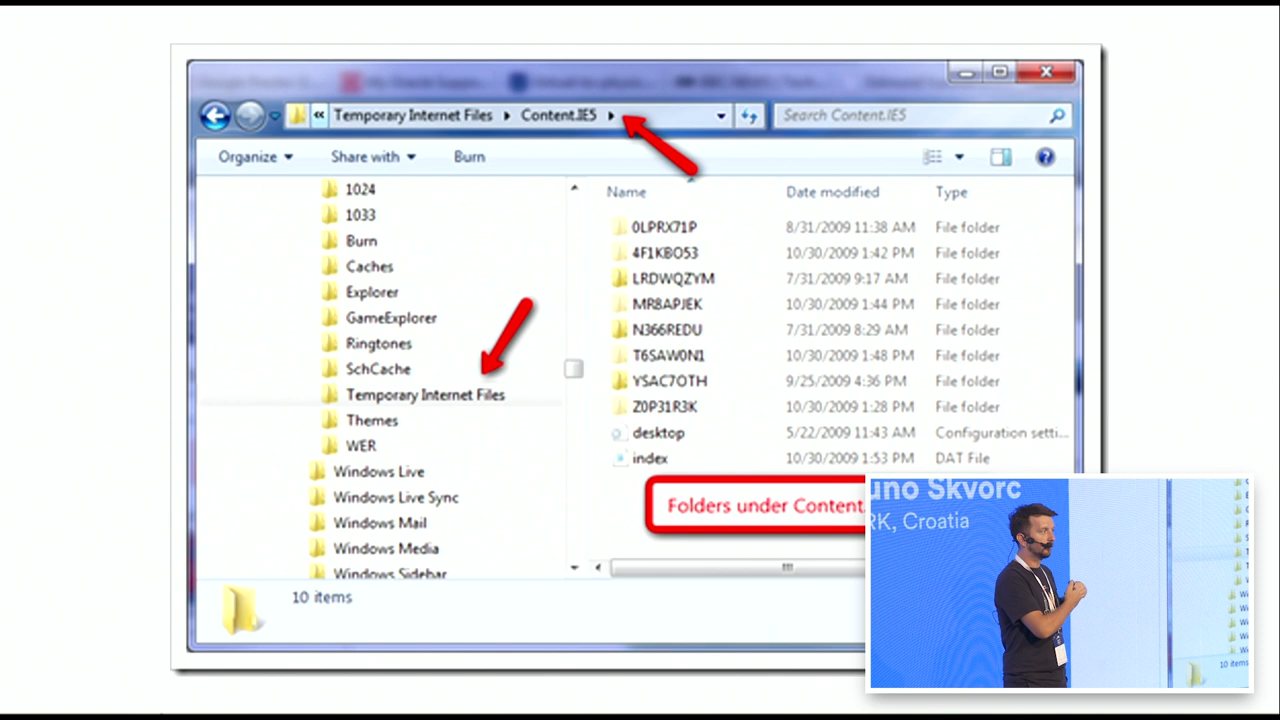 « Temporary Internet Files ▸ Content.IE5 ▸
Search Content.IE5
Organize
Share with
Burn
1024
1033
Burn
Caches
Explorer
GameExplorer
Ringtones
SchCache
Temporary Internet Files
Themes
WER
Windows Live
Windows Live Sync
Windows Mail
Windows Media
Windows Sidebar
Name Date modified Type
0LPRX71P 8/31/2009 11:38 AM File folder
4F1KBO53 10/30/2009 1:42 PM File folder
LRDWQZYM 7/31/2009 9:17 AM File folder
MR8APJEK 10/30/2009 1:44 PM File folder
N366REDU 7/31/2009 8:29 AM File folder
T6SAW0N1 10/30/2009 1:48 PM File folder
YSAC7OTH 9/25/2009 4:36 PM File folder
Z0P31R3K 10/30/2009 1:28 PM File folder
desktop 5/22/2009 11:43 AM Configuration setti...
index 10/30/2009 1:53 PM DAT File
Folders under Content.
10 items
uno Skvorc
RK, Croatia
10 items